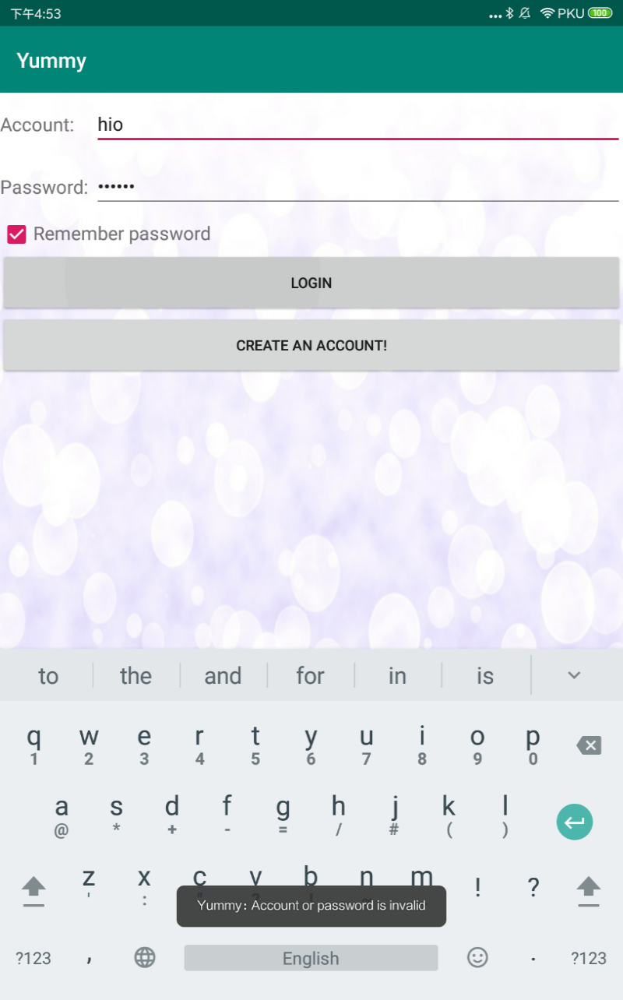 下午4:53 ... PKU 100
Yummy
Account: hio
Password: ••••••
Remember password
LOGIN
CREATE AN ACCOUNT!
to the and for in is
q w e r t y u i o p
1 2 3 4 5 6 7 8 9 0
a s d f g h j k l
@ * + - = / # ( )
z x c v b n m ! ?
' :
Yummy: Account or password is invalid
?123 , English . ?123